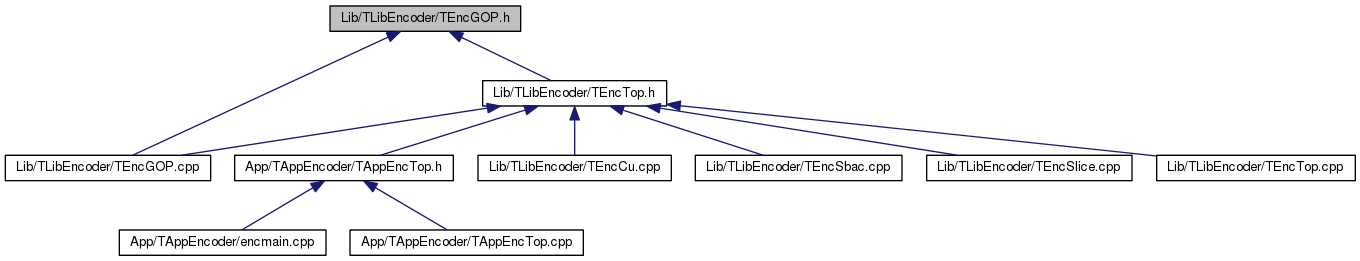 Lib/TLibEncoder/TEncGOP.h
Lib/TLibEncoder/TEncTop.h
Lib/TLibEncoder/TEncGOP.cpp
App/TAppEncoder/TAppEncTop.h
Lib/TLibEncoder/TEncCu.cpp
Lib/TLibEncoder/TEncSbac.cpp
Lib/TLibEncoder/TEncSlice.cpp
Lib/TLibEncoder/TEncTop.cpp
App/TAppEncoder/encmain.cpp
App/TAppEncoder/TAppEncTop.cpp